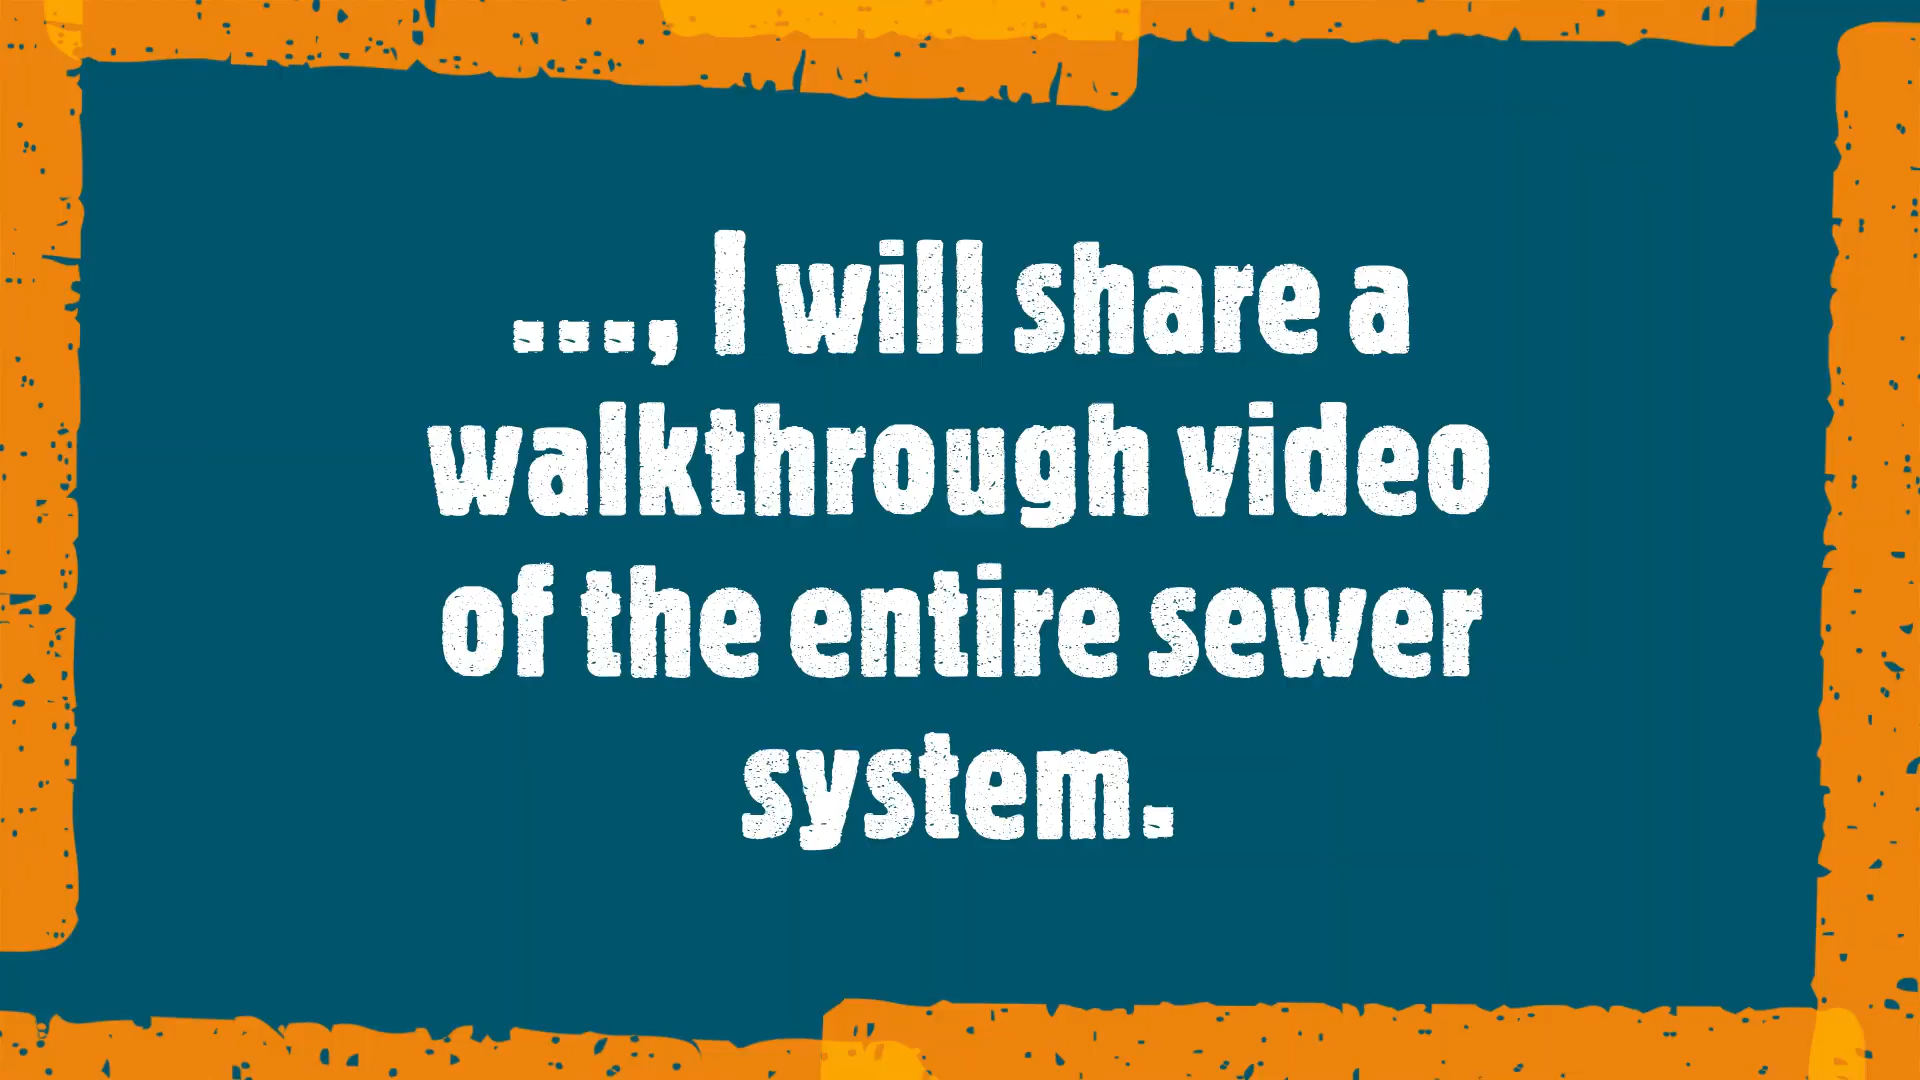 ..., I will share a
walkthrough video
of the entire sewer
system.